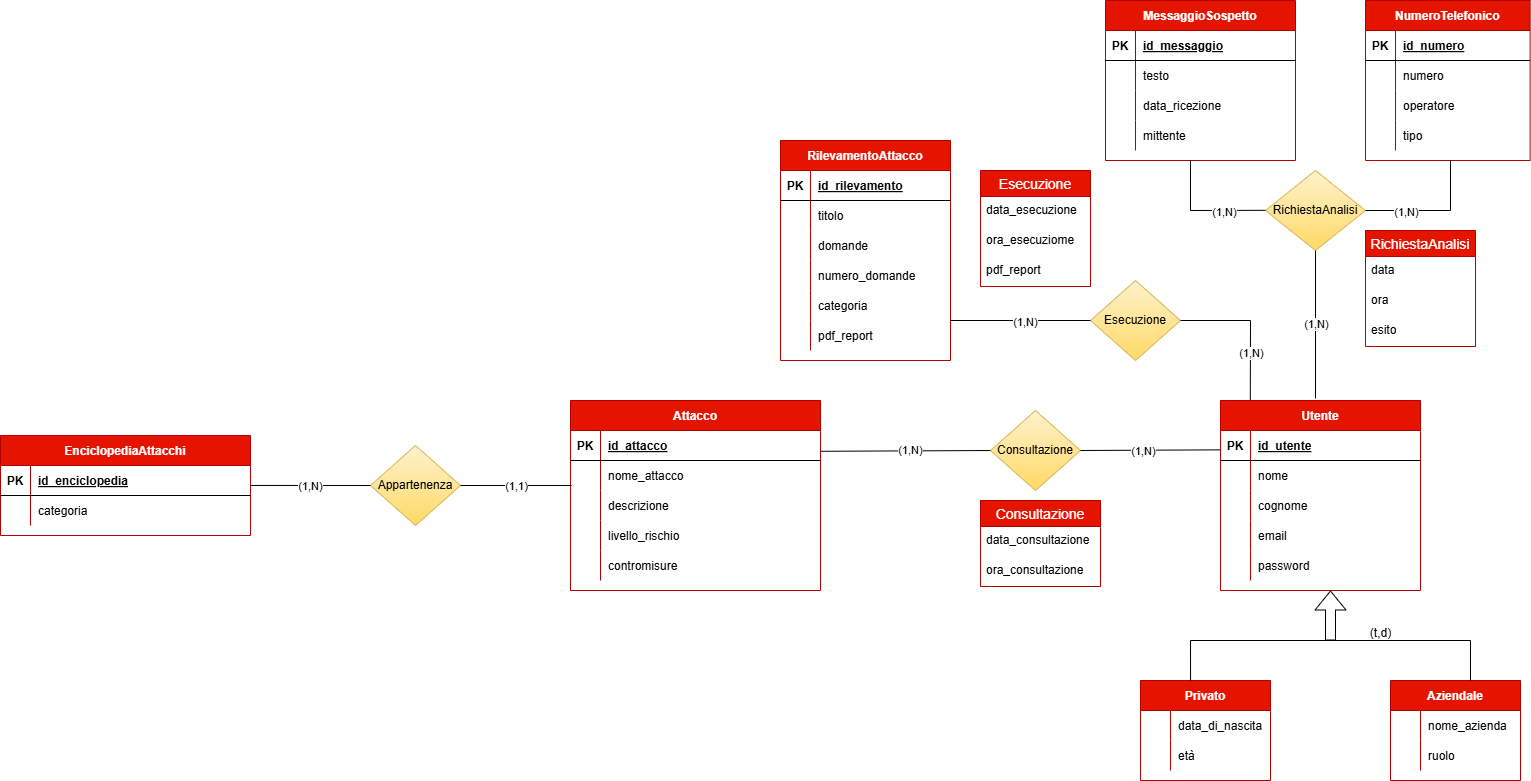 MessaggioSospetto
PK id_messaggio
testo
data_ricezione
mittente
NumeroTelefonico
PK id_numero
numero
operatore
tipo
RilevamentoAttacco
PK id_rilevamento
titolo
domande
numero_domande
categoria
pdf_report
Esecuzione
data_esecuzione
ora_esecuziome
pdf_report
(1,N)
RichiestaAnalisi
(1,N)
RichiestaAnalisi
data
ora
esito
(1,N)
(1,N)
Esecuzione
(1,N)
EnciclopediaAttacchi
PK id_enciclopedia
categoria
(1,N)
Appartenenza
(1,1)
Attacco
PK id_attacco
nome_attacco
descrizione
livello_rischio
contromisure
(1,N)
Consultazione
(1,N)
Consultazione
data_consultazione
ora_consultazione
Utente
PK id_utente
nome
cognome
email
password
(t,d)
Privato
data_di_nascita
età
Aziendale
nome_azienda
ruolo